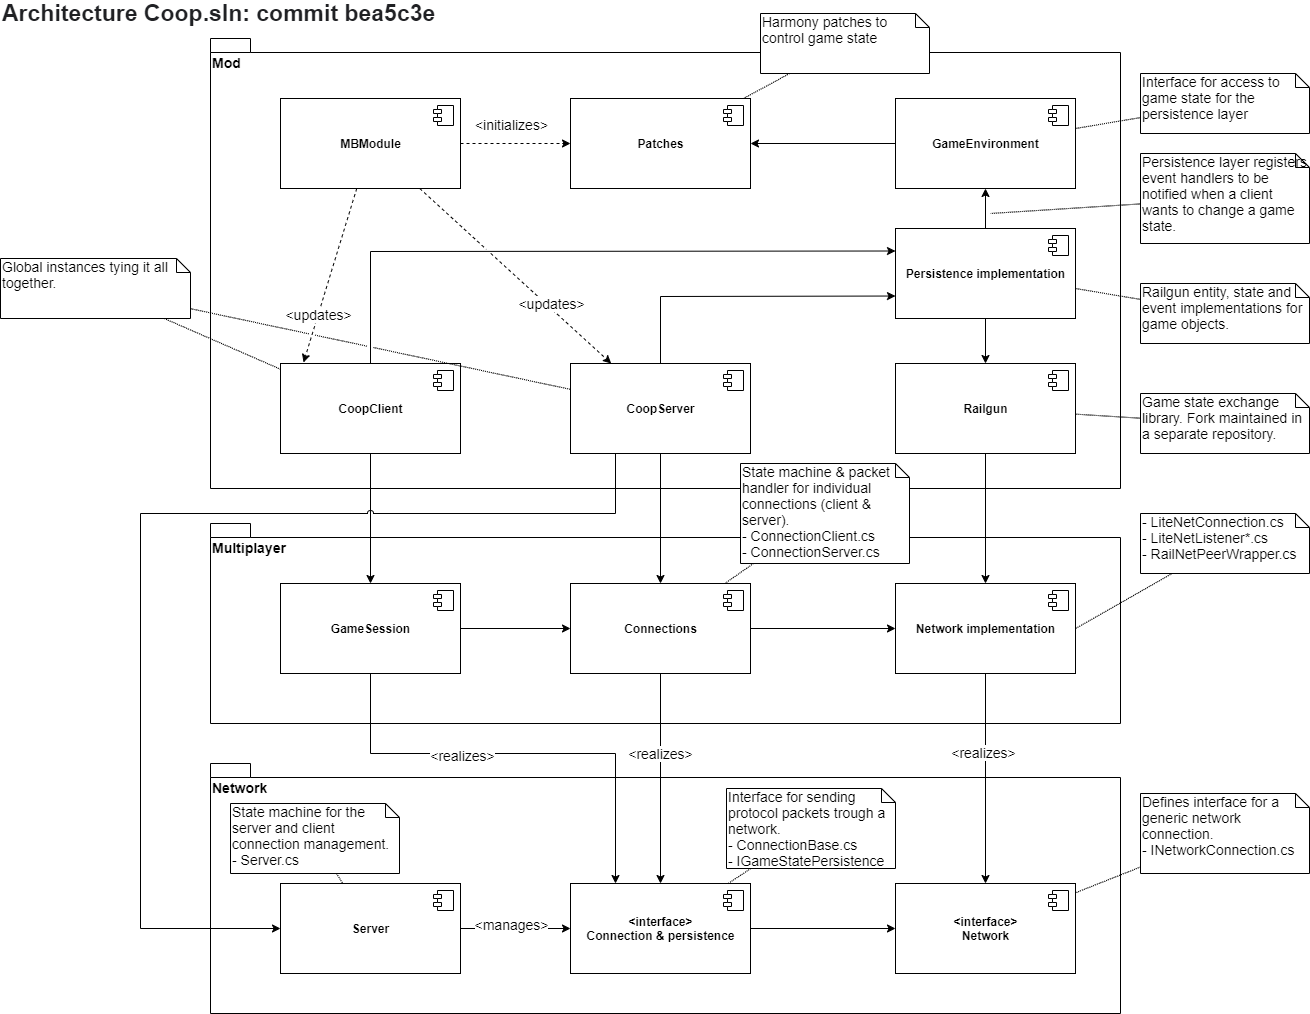 Architecture Coop.sln: commit bea5c3e
Harmony patches to
control game state
Mod
Interface for access to
game state for the
persistence layer
MBModule
<initializes>
Patches
GameEnvironment
Persistence layer registers
event handlers to be
notified when a client
wants to change a game
state.
Global instances tying it all
together.
Persistence implementation
Railgun entity, state and
event implementations for
game objects.
<updates>
<updates>
CoopClient
CoopServer
Railgun
Game state exchange
library. Fork maintained in
a separate repository.
State machine & packet
handler for individual
connections (client &
server).
- ConnectionClient.cs
- ConnectionServer.cs
- LiteNetConnection.cs
- LiteNetListener*.cs
- RailNetPeerWrapper.cs
Multiplayer
GameSession
Connections
Network implementation
<realizes>
<realizes>
<realizes>
Network
State machine for the
server and client
connection management.
- Server.cs
Interface for sending
protocol packets trough a
network.
- ConnectionBase.cs
- IGameStatePersistence
Defines interface for a
generic network
connection.
- INetworkConnection.cs
Server
<manages>
<interface>
Connection & persistence
<interface>
Network